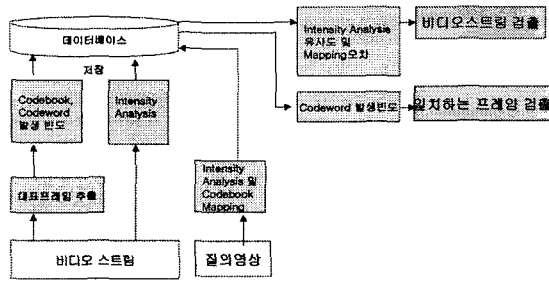 데이터베이스
저장
Codebook,
Codeword
발생 빈도
Intensity
Analysis
대표프레임 추출
비디오 스트림
Intensity
Analysis 및
Codebook
Mapping
질의영상
Intensity Analysis
유사도 및
Mapping오차
비디오스트림 검출
Codeword 발생빈도
일치하는 프레임 검출